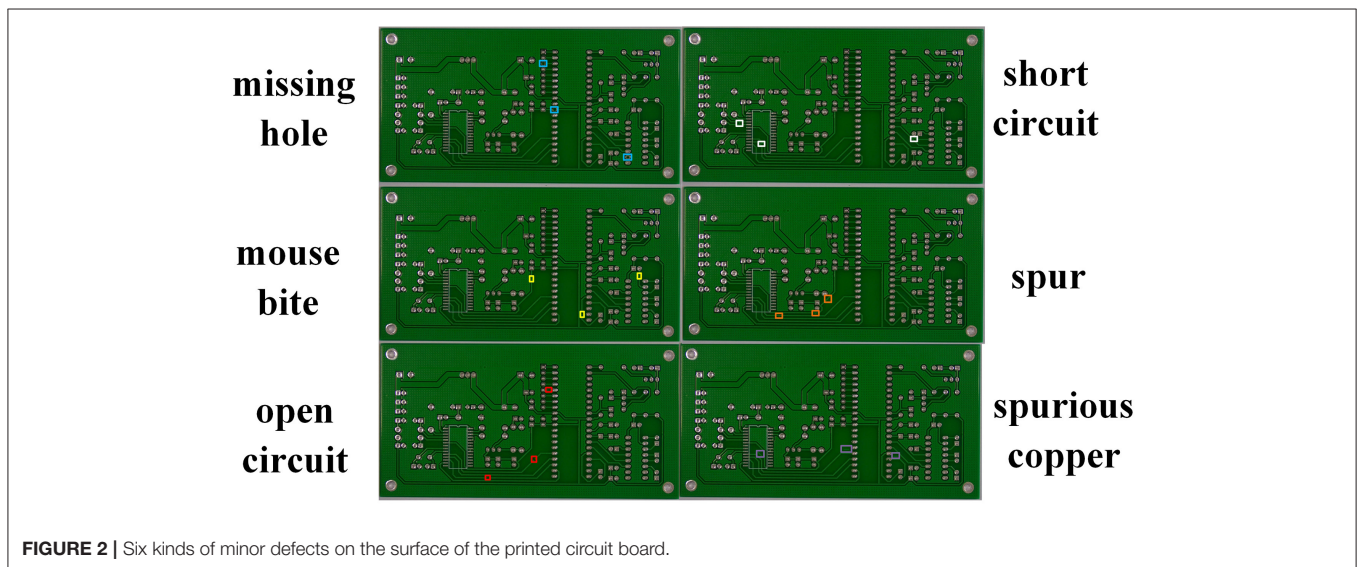 missing
hole
short
circuit
mouse
bite
spur
open
circuit
spurious
copper
FIGURE 2 | Six kinds of minor defects on the surface of the printed circuit board.